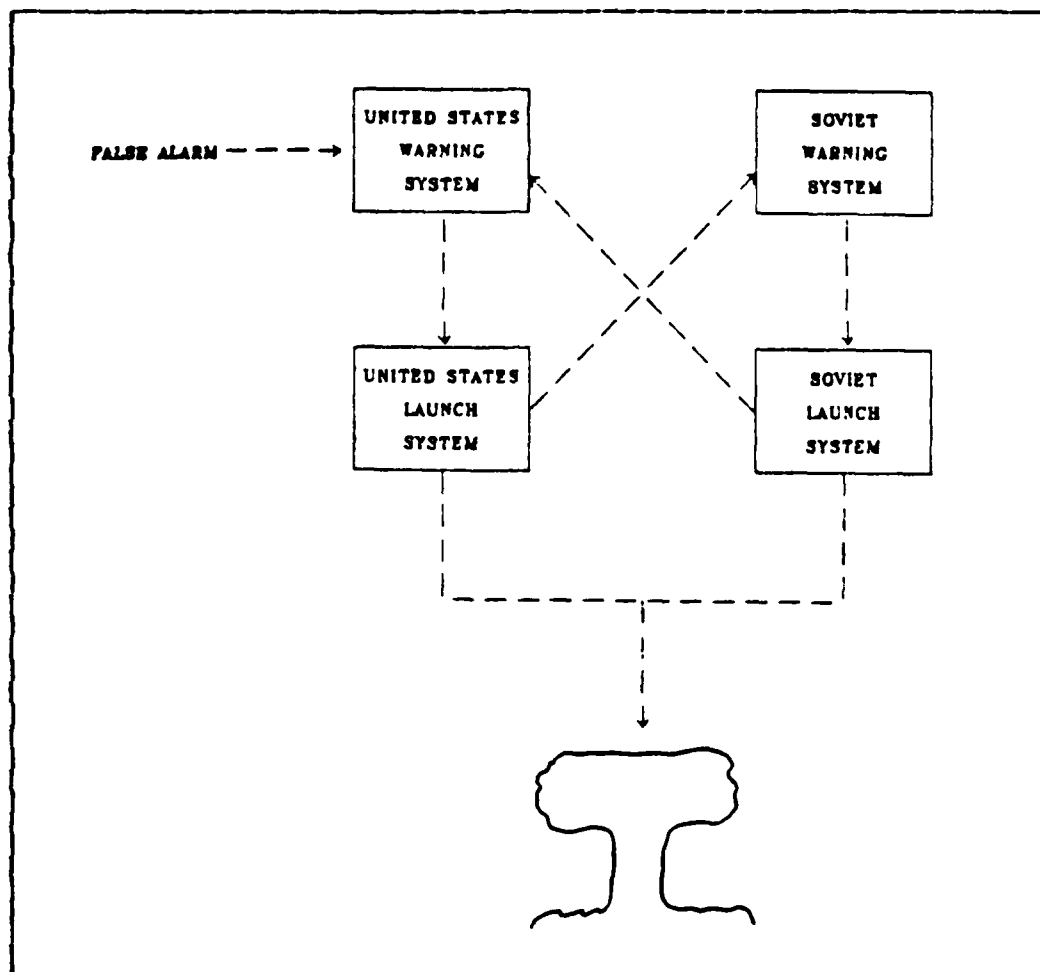 FALSE ALARM
UNITED STATES
WARNING
SYSTEM
SOVIET
WARNING
SYSTEM
UNITED STATES
LAUNCH
SYSTEM
SOVIET
LAUNCH
SYSTEM